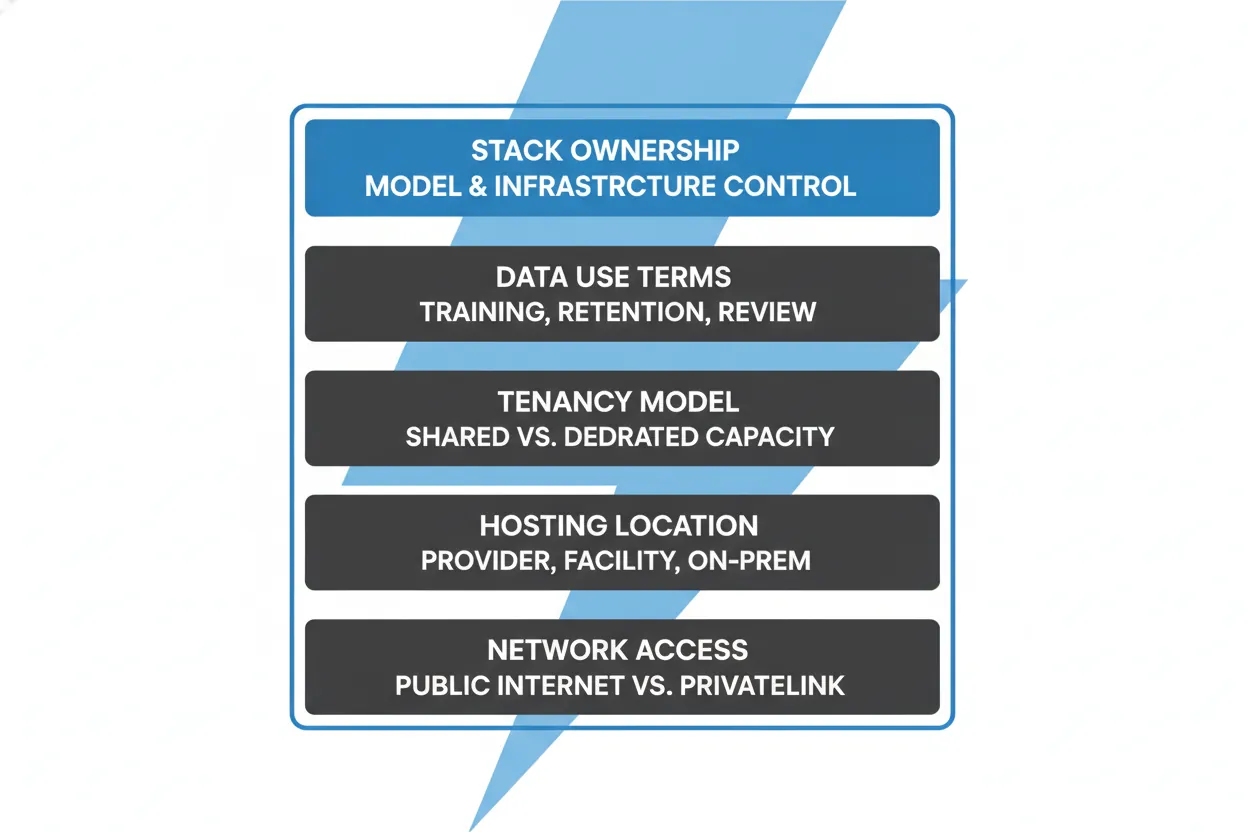 STACK OWNERSHIP
MODEL & INFRASTRCTURE CONTROL
DATA USE TERMS
TRAINING, RETENTION, REVIEW
TENANCY MODEL
SHARED VS. DEDRATED CAPACITY
HOSTING LOCATION
PROVIDER, FACILITY, ON-PREM
NETWORK ACCESS
PUBLIC INTERNET VS. PRIVATELINK